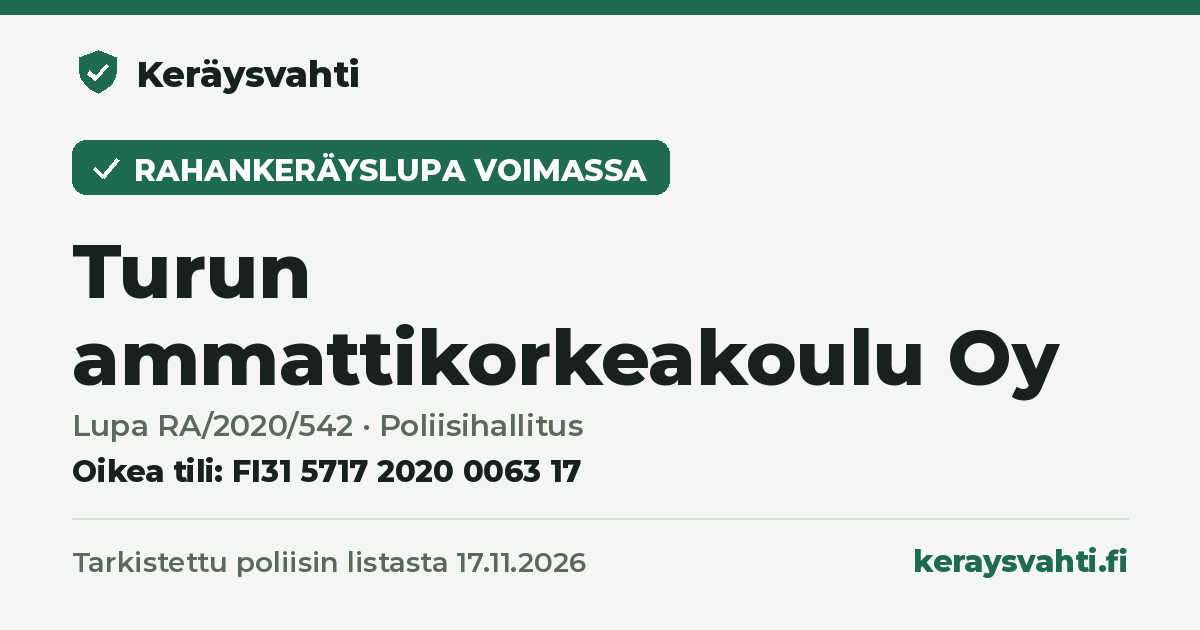 Keräysvahti
RAHANKERÄYSLUPA VOIMASSA
Turun
ammattikorkeakoulu Oy
Lupa RA/2020/542 · Poliisihallitus
Oikea tili: FI31 5717 2020 0063 17
Tarkistettu poliisin listasta 17.11.2026
keraysvahti.fi